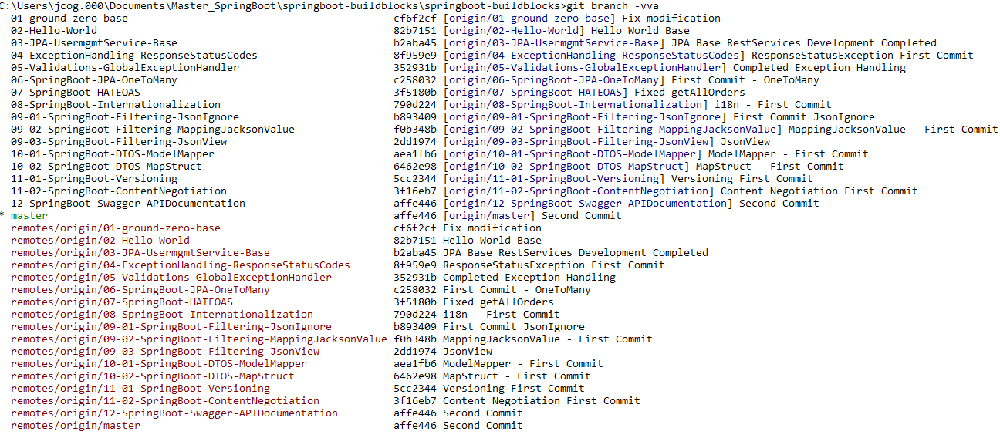 C:\Users\jcog.000\Documents\Master_SpringBoot\springboot-buildblocks\springboot-buildblocks>git branch -vva
01-ground-zero-base cf6f2cf [origin/01-ground-zero-base] Fix modification
02-Hello-World 82b7151 [origin/02-Hello-World] Hello World Base
03-JPA-UsermgmtService-Base b2aba45 [origin/03-JPA-UsermgmtService-Base] JPA Base RestServices Development Completed
04-ExceptionHandling-ResponseStatusCodes 8f959e9 [origin/04-ExceptionHandling-ResponseStatusCodes] ResponseStatusException First Commit
05-Validations-GlobalExceptionHandler 352931b [origin/05-Validations-GlobalExceptionHandler] Completed Exception Handling
06-SpringBoot-JPA-OneToMany c258032 [origin/06-SpringBoot-JPA-OneToMany] First Commit - OneToMany
07-SpringBoot-HATEOAS 3f5180b [origin/07-SpringBoot-HATEOAS] Fixed getAllOrders
08-SpringBoot-Internationalization 790d224 [origin/08-SpringBoot-Internationalization] i18n - First Commit
09-01-SpringBoot-Filtering-JsonIgnore b893409 [origin/09-01-SpringBoot-Filtering-JsonIgnore] First Commit JsonIgnore
09-02-SpringBoot-Filtering-MappingJacksonValue f0b348b [origin/09-02-SpringBoot-Filtering-MappingJacksonValue] MappingJacksonValue - First Commit
09-03-SpringBoot-Filtering-JsonView 2dd1974 [origin/09-03-SpringBoot-Filtering-JsonView] JsonView
10-01-SpringBoot-DTOS-ModelMapper aea1fb6 [origin/10-01-SpringBoot-DTOS-ModelMapper] ModelMapper - First Commit
10-02-SpringBoot-DTOS-MapStruct 6462e98 [origin/10-02-SpringBoot-DTOS-MapStruct] MapStruct - First Commit
11-01-SpringBoot-Versioning 5cc2344 [origin/11-01-SpringBoot-Versioning] Versioning First Commit
11-02-SpringBoot-ContentNegotiation 3f16eb7 [origin/11-02-SpringBoot-ContentNegotiation] Content Negotiation First Commit
12-SpringBoot-Swagger-APIDocumentation affe446 [origin/12-SpringBoot-Swagger-APIDocumentation] Second Commit
* master affe446 [origin/master] Second Commit
remotes/origin/01-ground-zero-base cf6f2cf Fix modification
remotes/origin/02-Hello-World 82b7151 Hello World Base
remotes/origin/03-JPA-UsermgmtService-Base b2aba45 JPA Base RestServices Development Completed
remotes/origin/04-ExceptionHandling-ResponseStatusCodes 8f959e9 ResponseStatusException First Commit
remotes/origin/05-Validations-GlobalExceptionHandler 352931b Completed Exception Handling
remotes/origin/06-SpringBoot-JPA-OneToMany c258032 First Commit - OneToMany
remotes/origin/07-SpringBoot-HATEOAS 3f5180b Fixed getAllOrders
remotes/origin/08-SpringBoot-Internationalization 790d224 i18n - First Commit
remotes/origin/09-01-SpringBoot-Filtering-JsonIgnore b893409 First Commit JsonIgnore
remotes/origin/09-02-SpringBoot-Filtering-MappingJacksonValue f0b348b MappingJacksonValue - First Commit
remotes/origin/09-03-SpringBoot-Filtering-JsonView 2dd1974 JsonView
remotes/origin/10-01-SpringBoot-DTOS-ModelMapper aea1fb6 ModelMapper - First Commit
remotes/origin/10-02-SpringBoot-DTOS-MapStruct 6462e98 MapStruct - First Commit
remotes/origin/11-01-SpringBoot-Versioning 5cc2344 Versioning First Commit
remotes/origin/11-02-SpringBoot-ContentNegotiation 3f16eb7 Content Negotiation First Commit
remotes/origin/12-SpringBoot-Swagger-APIDocumentation affe446 Second Commit
remotes/origin/master affe446 Second Commit